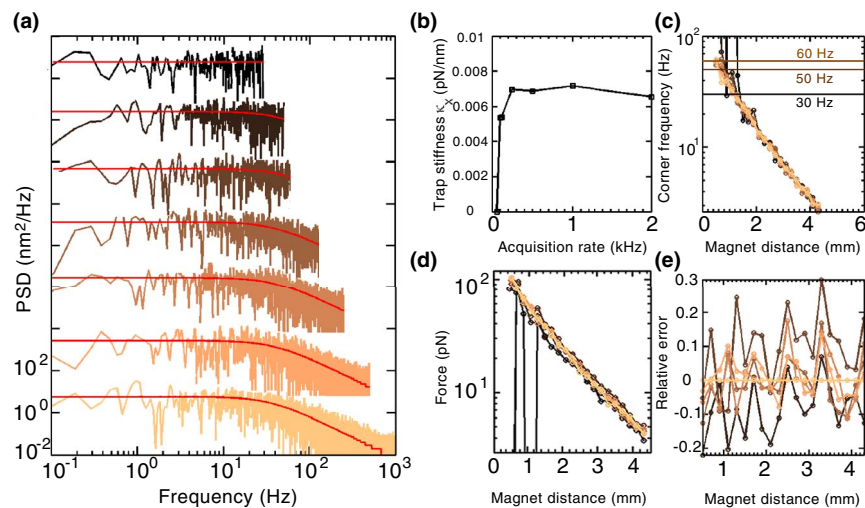 (a)
PSD (nm²/Hz)
10²
10⁰
10⁻²
10⁻¹ 10⁰ 10¹ 10² 10³
Frequency (Hz)
(b)
Trap stiffness κₓ (pN/nm)
0.01
0.008
0.006
0.004
0.002
0
0 1 2
Acquisition rate (kHz)
(c)
Corner frequency (Hz)
10²
10¹
60 Hz
50 Hz
30 Hz
0 2 4 6
Magnet distance (mm)
(d)
Force (pN)
10²
10¹
0 1 2 3 4
Magnet distance (mm)
(e)
Relative error
0.3
0.2
0.1
0
-0.1
-0.2
1 2 3 4
Magnet distance (mm)